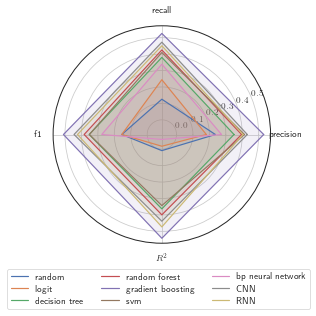 recall
0.5
0.4
0.3
0.2
0.1
0.0
f1
precision
R²
random
random forest
bp neural network
logit
gradient boosting
CNN
decision tree
svm
RNN